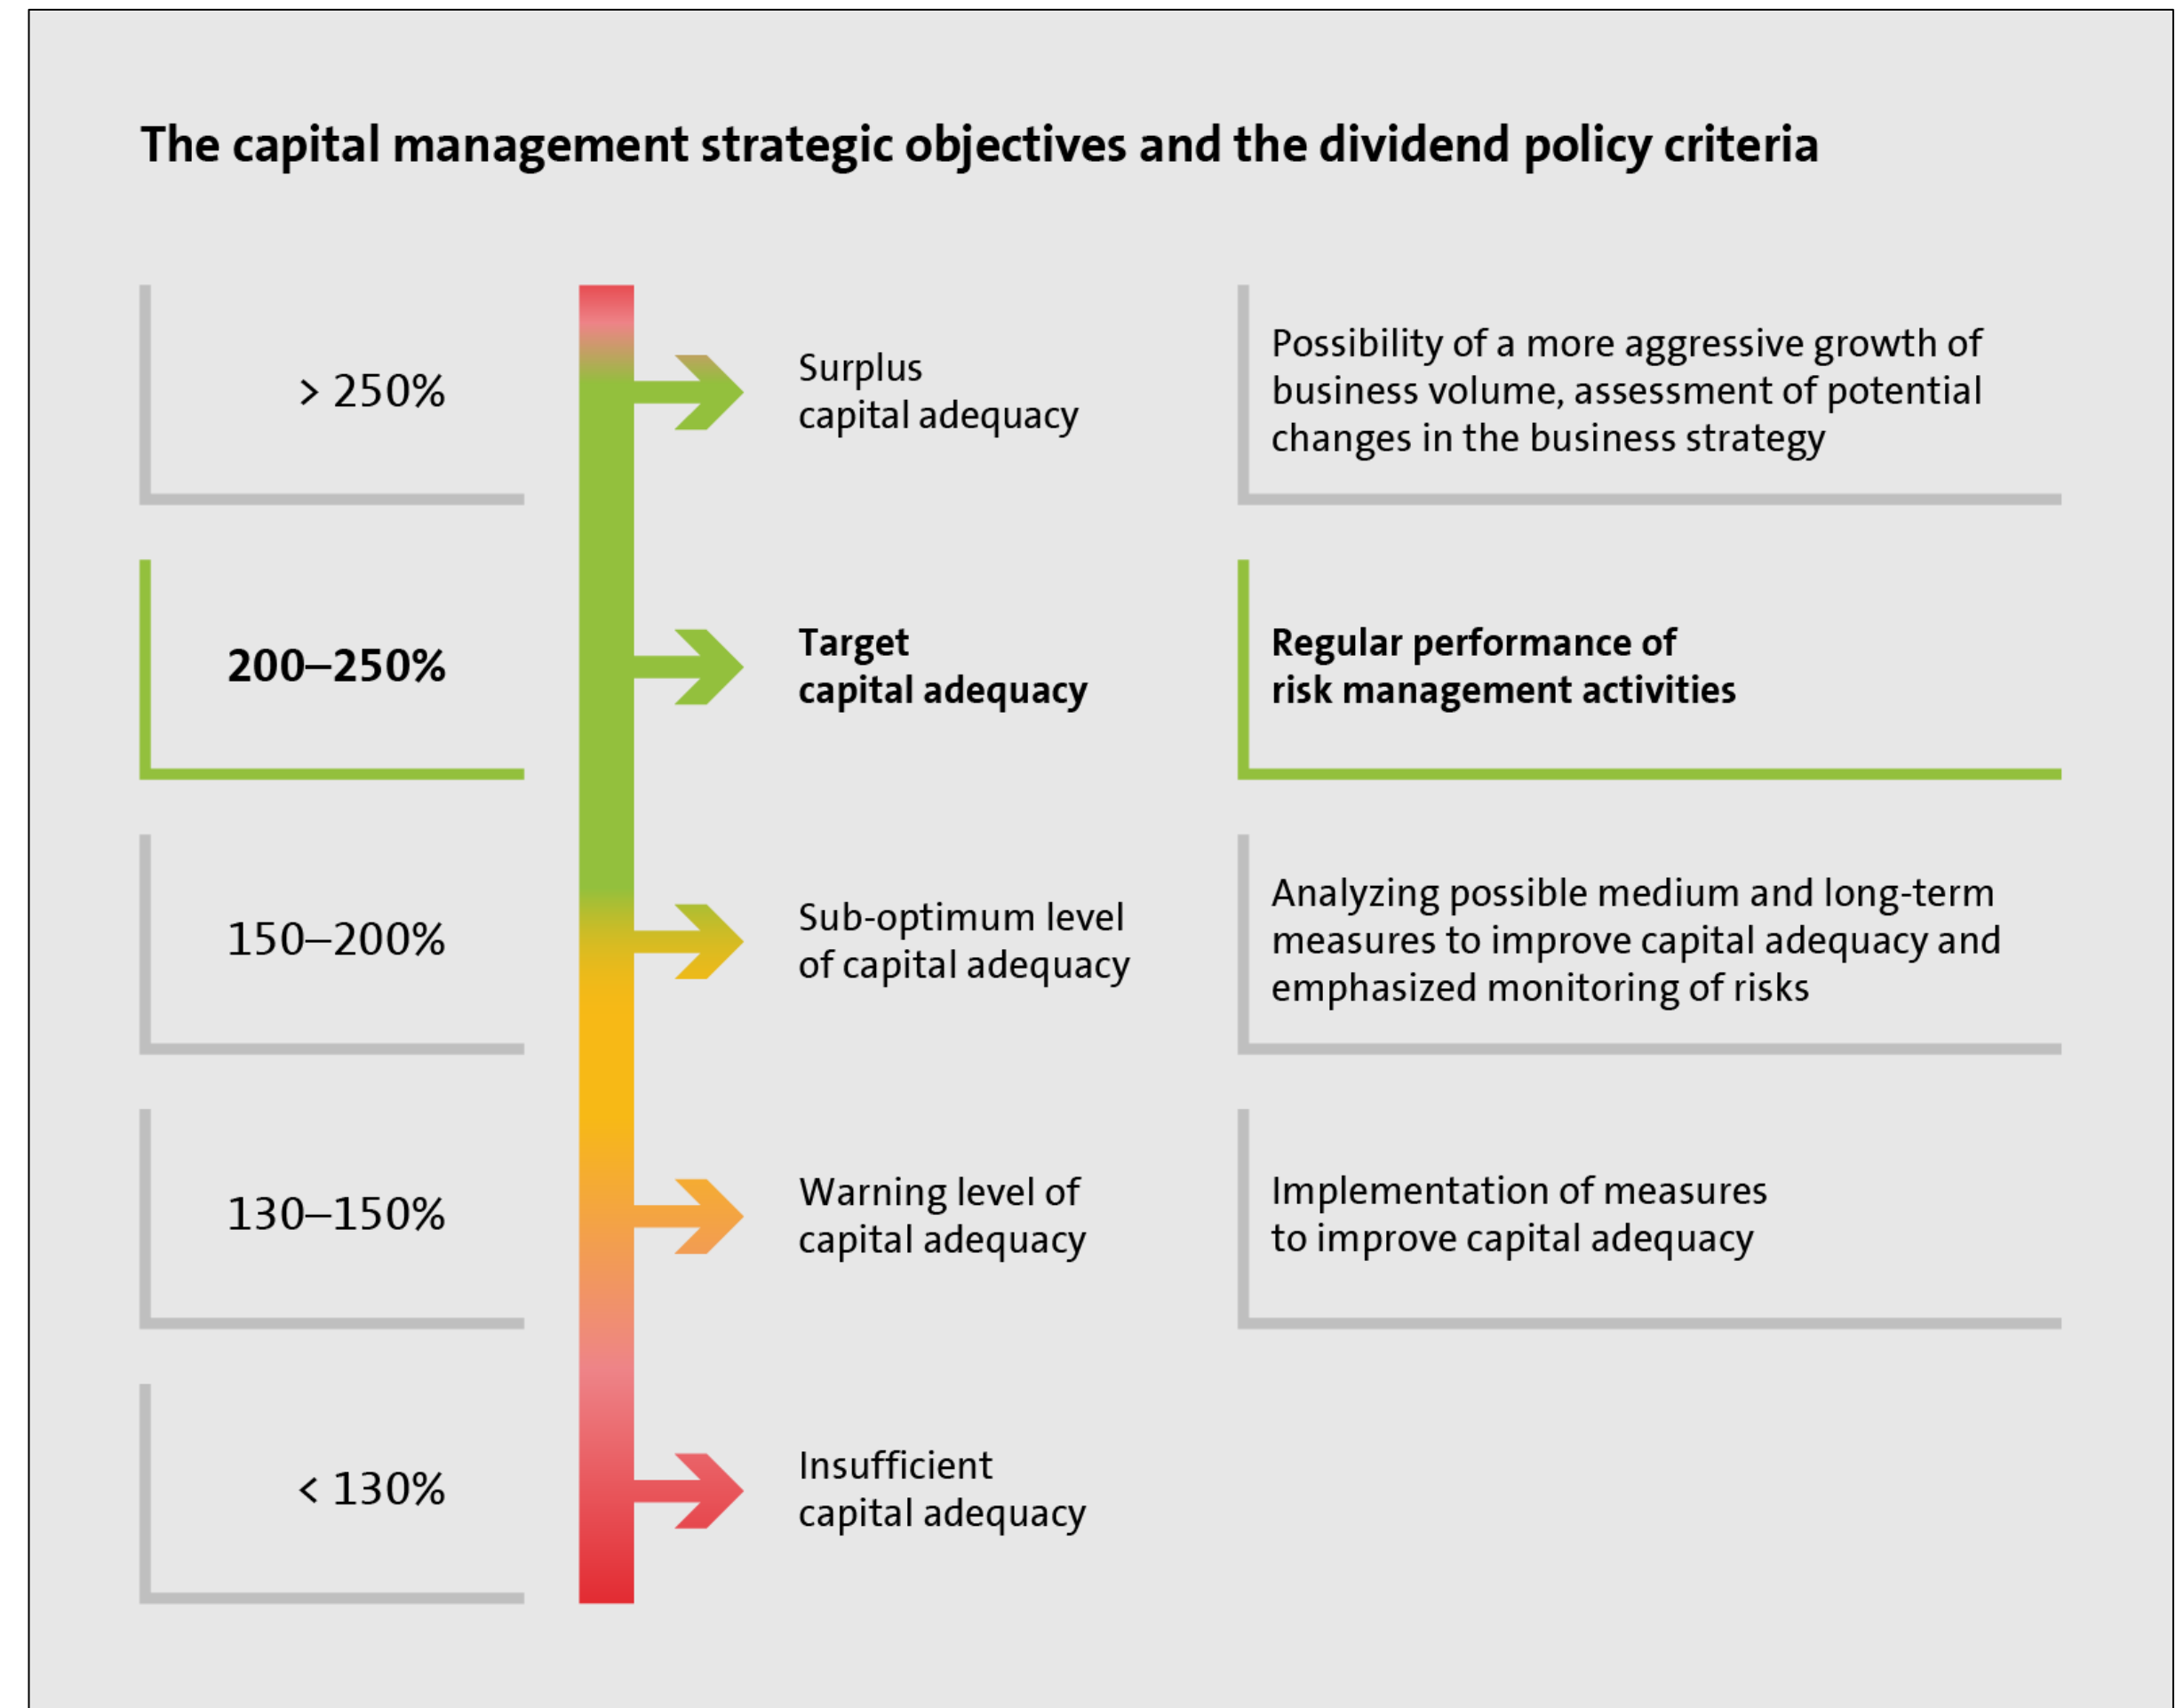 The capital management strategic objectives and the dividend policy criteria
> 250%
Surplus
capital adequacy
Possibility of a more aggressive growth of
business volume, assessment of potential
changes in the business strategy
200–250%
Target
capital adequacy
Regular performance of
risk management activities
150–200%
Sub-optimum level
of capital adequacy
Analyzing possible medium and long-term
measures to improve capital adequacy and
emphasized monitoring of risks
130–150%
Warning level of
capital adequacy
Implementation of measures
to improve capital adequacy
< 130%
Insufficient
capital adequacy